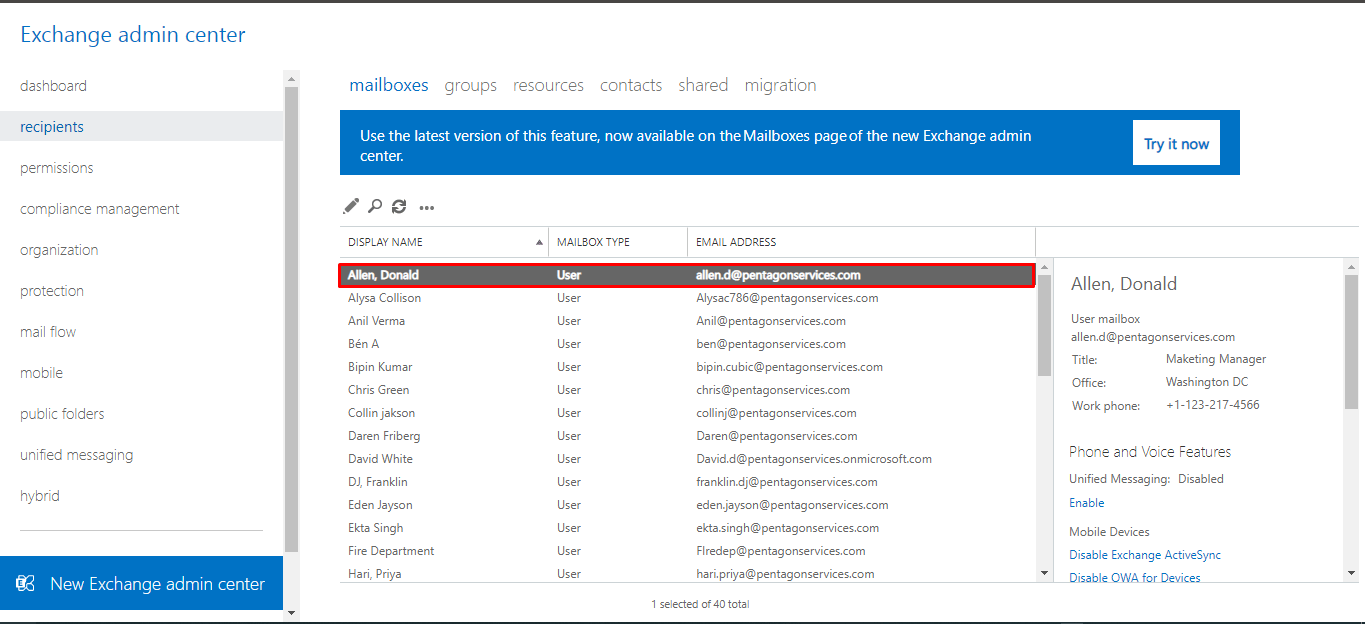 Exchange admin center
dashboard
recipients
permissions
compliance management
organization
protection
mail flow
mobile
public folders
unified messaging
hybrid
New Exchange admin center
mailboxes groups resources contacts shared migration
Use the latest version of this feature, now available on the Mailboxes page of the new Exchange admin
center.
Try it now
DISPLAY NAME MAILBOX TYPE EMAIL ADDRESS
Allen, Donald User allen.d@pentagonservices.com
Alysa Collison User Alysac786@pentagonservices.com
Anil Verma User Anil@pentagonservices.com
Bén A User ben@pentagonservices.com
Bipin Kumar User bipin.cubic@pentagonservices.com
Chris Green User chris@pentagonservices.com
Collin jakson User collinj@pentagonservices.com
Daren Friberg User Daren@pentagonservices.com
David White User David.d@pentagonservices.onmicrosoft.com
DJ, Franklin User franklin.dj@pentagonservices.com
Eden Jayson User eden.jayson@pentagonservices.com
Ekta Singh User ekta.singh@pentagonservices.com
Fire Department User FIredep@pentagonservices.com
Hari, Priya User hari.priya@pentagonservices.com
1 selected of 40 total
Allen, Donald
User mailbox
allen.d@pentagonservices.com
Title: Maketing Manager
Office: Washington DC
Work phone: +1-123-217-4566
Phone and Voice Features
Unified Messaging: Disabled
Enable
Mobile Devices
Disable Exchange ActiveSync
Disable OWA for Devices